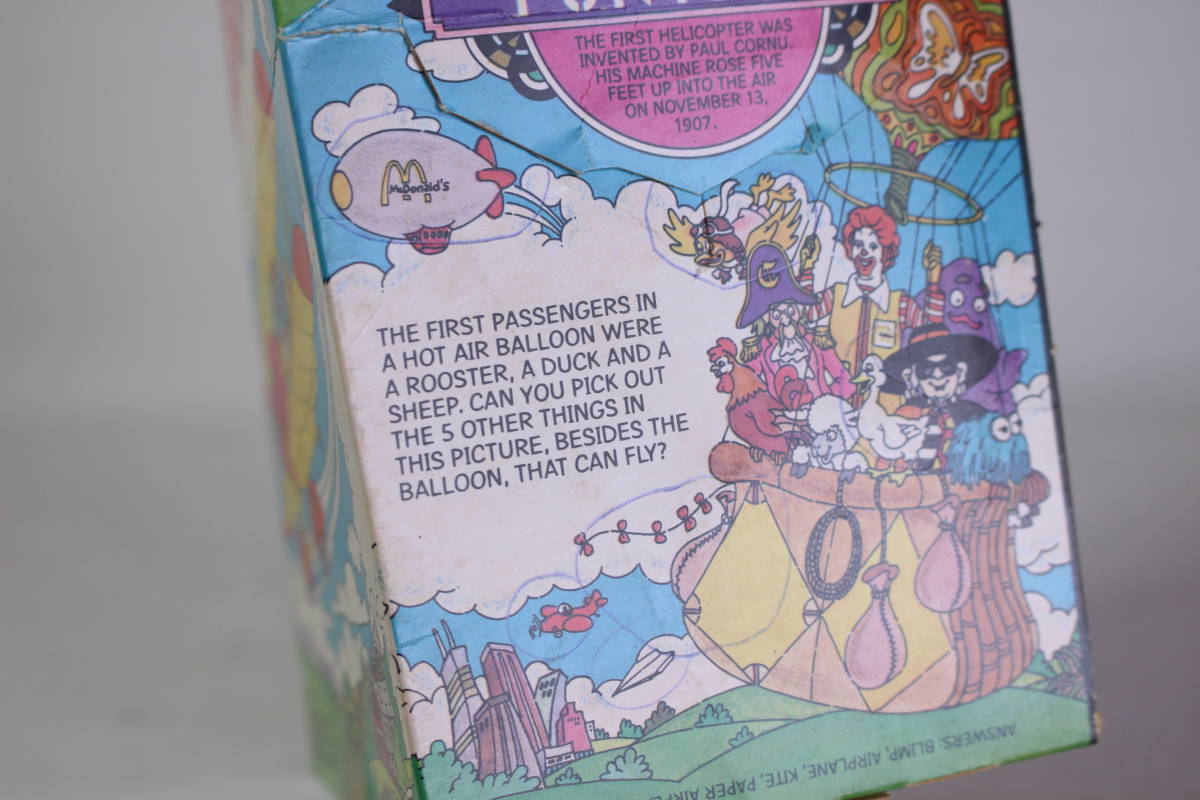 THE FIRST HELICOPTER WAS
INVENTED BY PAUL CORNU.
HIS MACHINE ROSE FIVE
FEET UP INTO THE AIR
ON NOVEMBER 13,
1907.
McDonald's
THE FIRST PASSENGERS IN
A HOT AIR BALLOON WERE
A ROOSTER, A DUCK AND A
SHEEP. CAN YOU PICK OUT
THE 5 OTHER THINGS IN
THIS PICTURE, BESIDES THE
BALLOON, THAT CAN FLY?
ANSWERS: BLIMP, AIRPLANE, KITE, PAPER